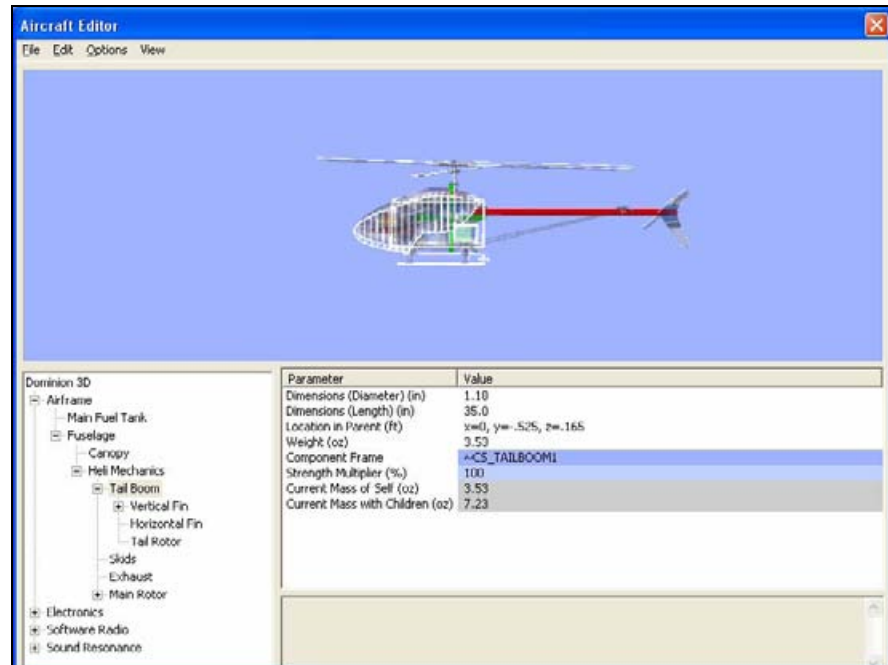 Aircraft Editor
File Edit Options View
Dominion 3D
Airframe
Main Fuel Tank
Fuselage
Canopy
Heli Mechanics
Tail Boom
Vertical Fin
Horizontal Fin
Tail Rotor
Skids
Exhaust
Main Rotor
Electronics
Software Radio
Sound Resonance
Parameter Value
Dimensions (Diameter) (in) 1.10
Dimensions (Length) (in) 35.0
Location in Parent (ft) x=0, y=-.525, z=.165
Weight (oz) 3.53
Component Frame ~CS_TAILBOOM1
Strength Multiplier (%) 100
Current Mass of Self (oz) 3.53
Current Mass with Children (oz) 7.23